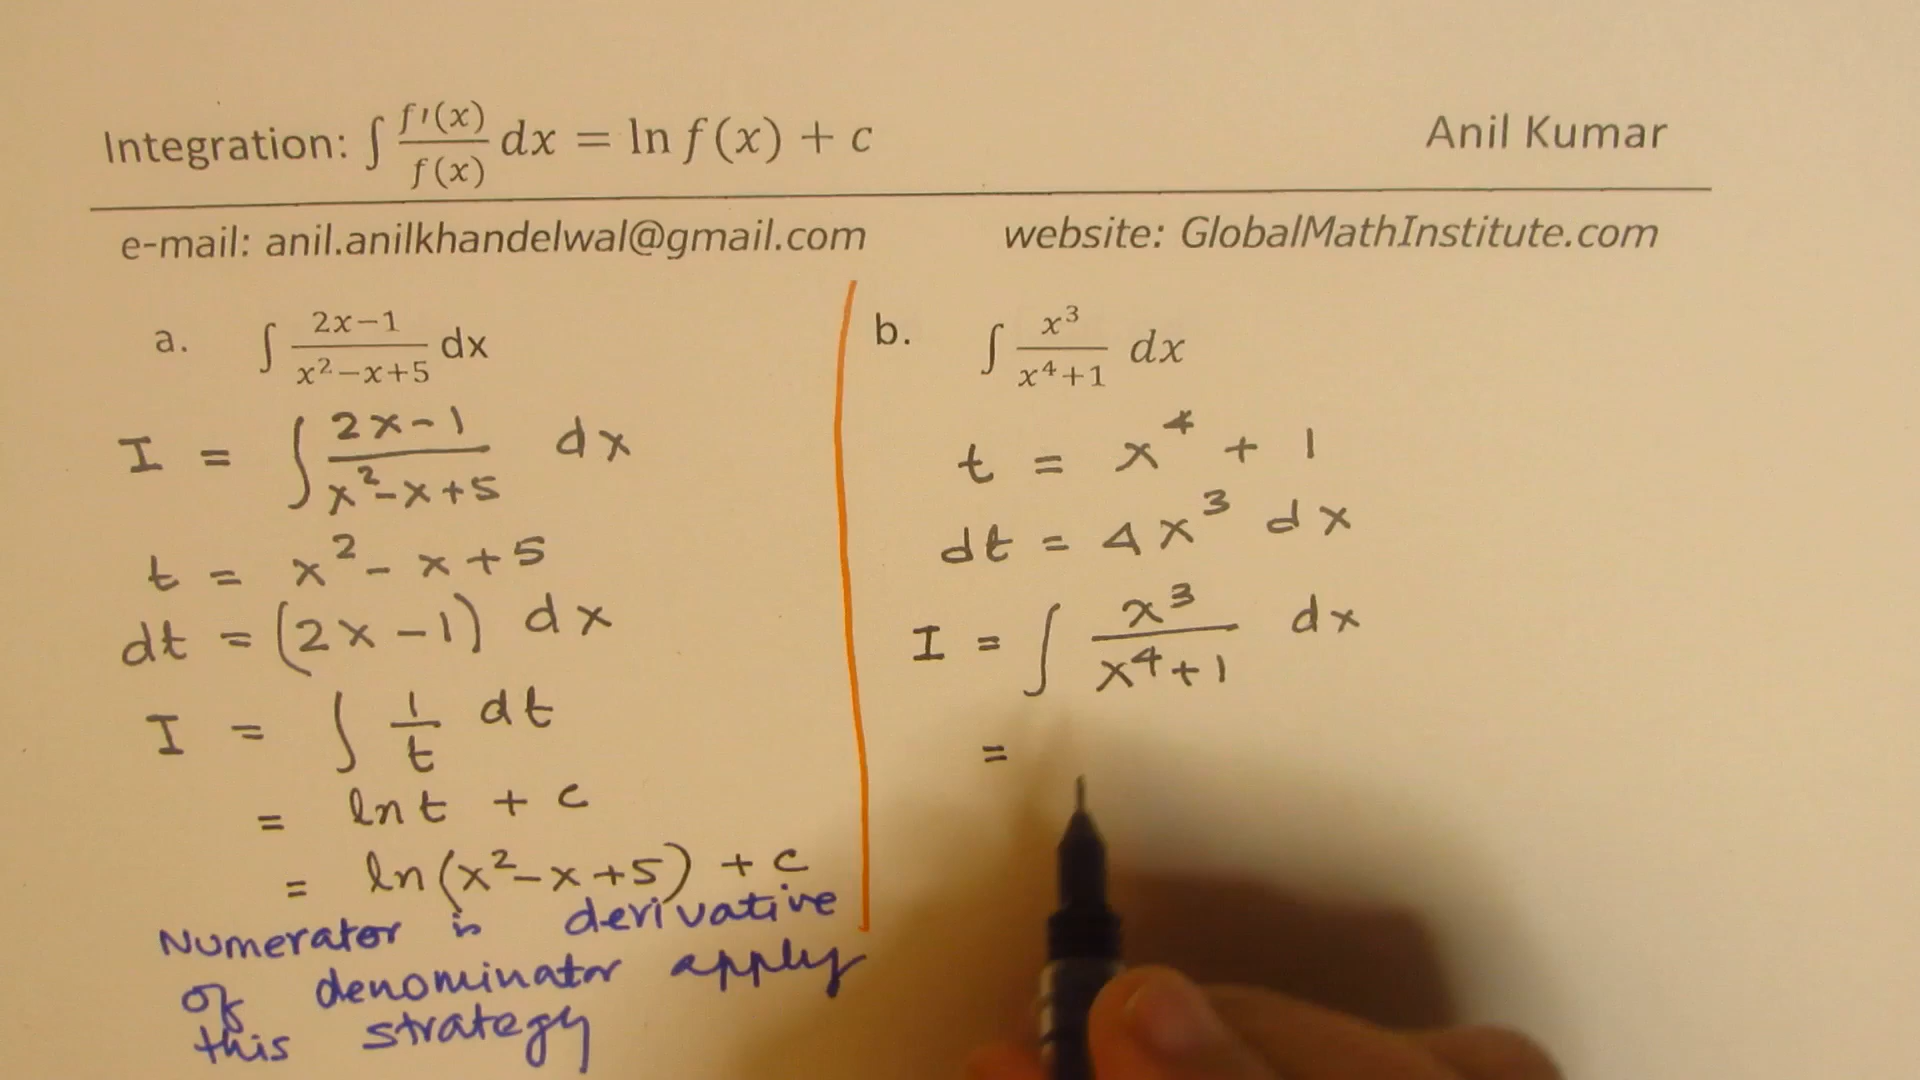 Integration: ∫ f′(x)/f(x) dx = ln f(x) + c
Anil Kumar
e-mail: anil.anilkhandelwal@gmail.com
website: GlobalMathInstitute.com
a. ∫ (2x−1)/(x²−x+5) dx
I = ∫ (2x−1)/(x²−x+5) dx
t = x² − x + 5
dt = (2x − 1) dx
I = ∫ 1/t dt
= ln t + c
= ln(x²−x+5) + c
Numerator is derivative
of denominator apply
this strategy
b. ∫ x³/(x⁴+1) dx
t = x⁴ + 1
dt = 4x³ dx
I = ∫ x³/(x⁴+1) dx
=